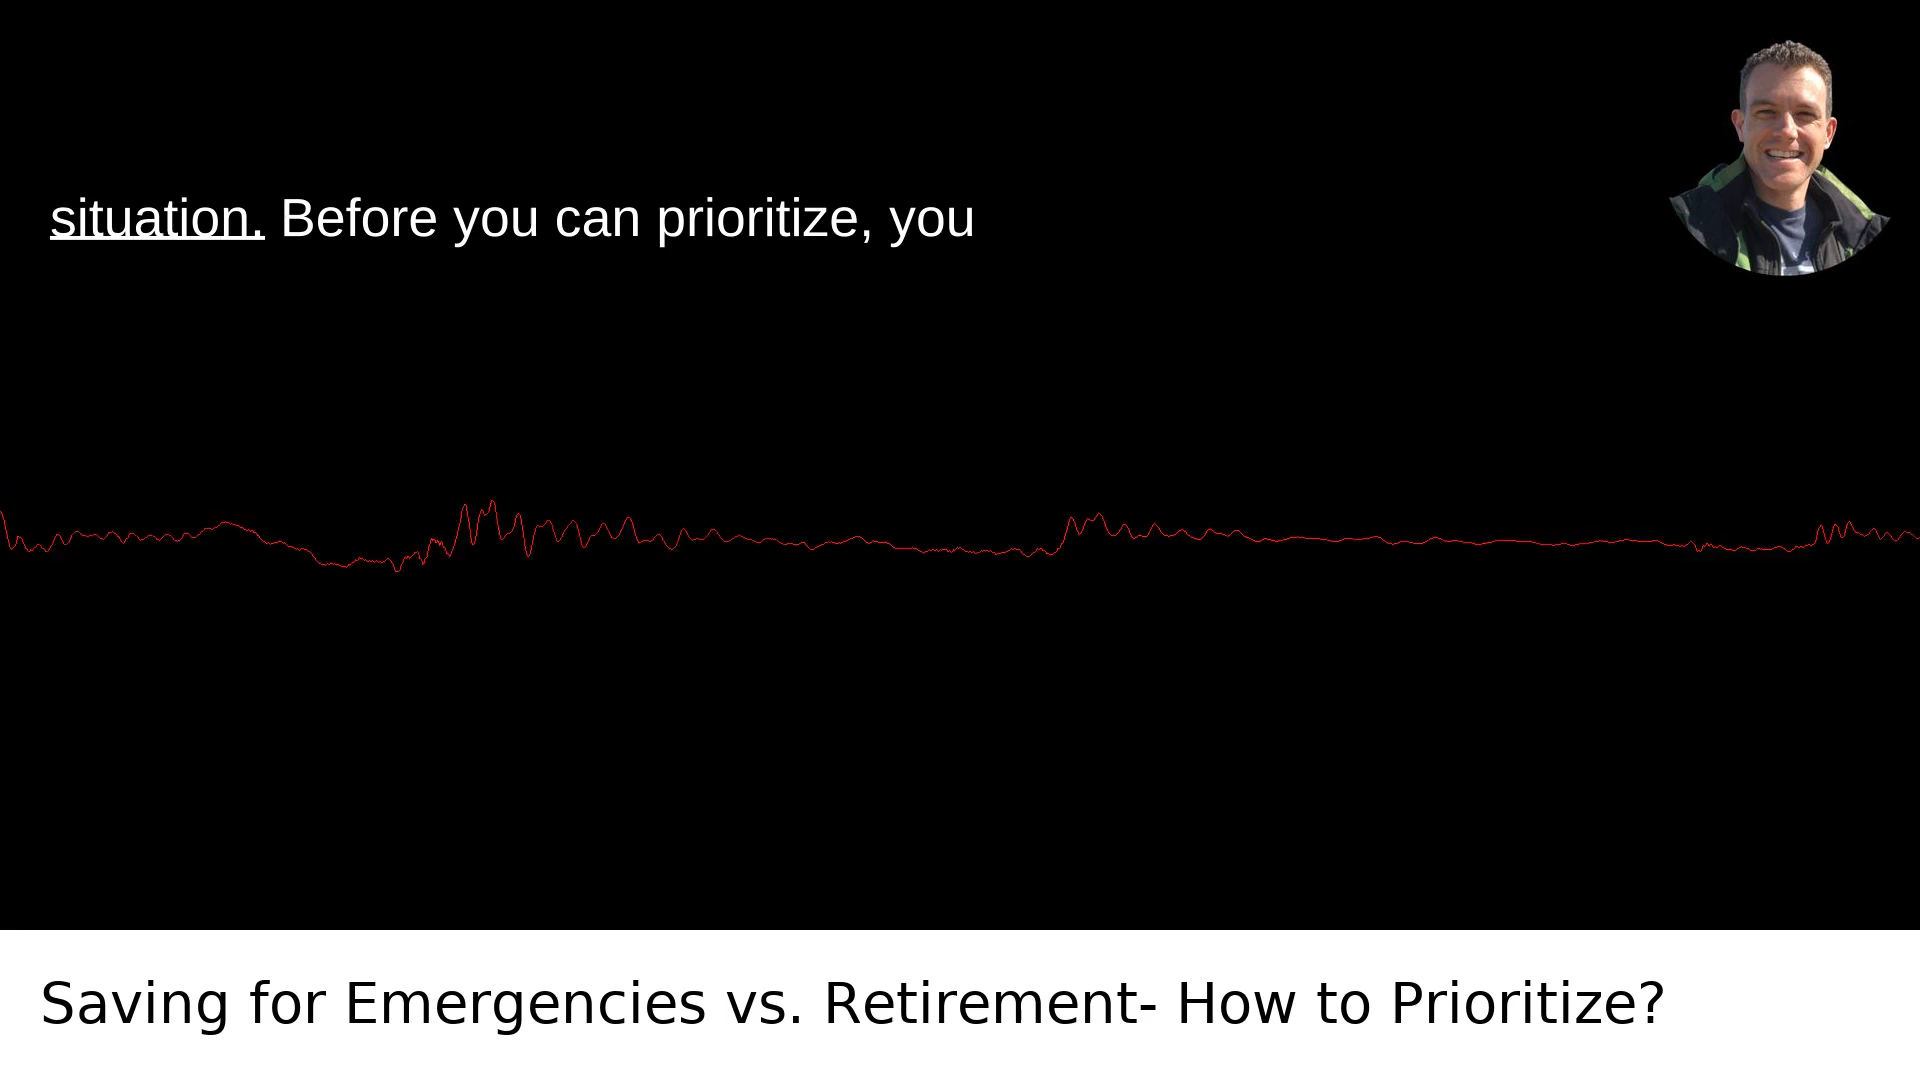 situation. Before you can prioritize, you
Saving for Emergencies vs. Retirement- How to Prioritize?